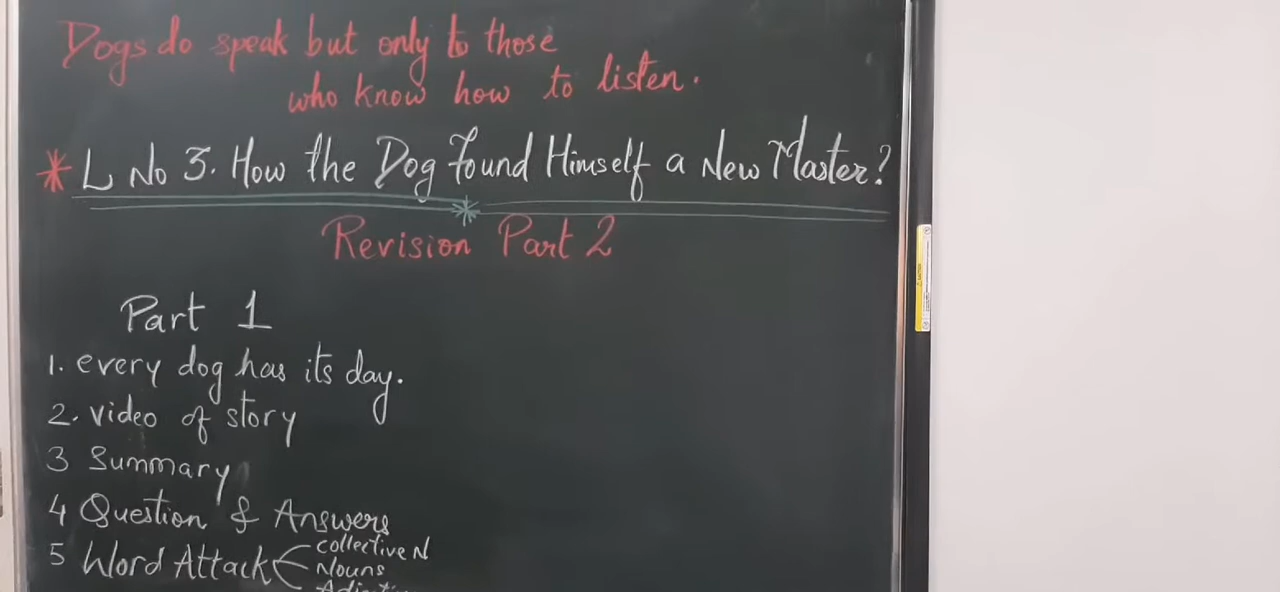 Dogs do speak but only to those
who know how to listen.
* L No 3. How the Dog Found Himself a New Master?
Revision Part 2
Part 1
1. every dog has its day.
2. video of story
3 Summary
4 Question & Answers
5 Word Attack
collective N
Nouns